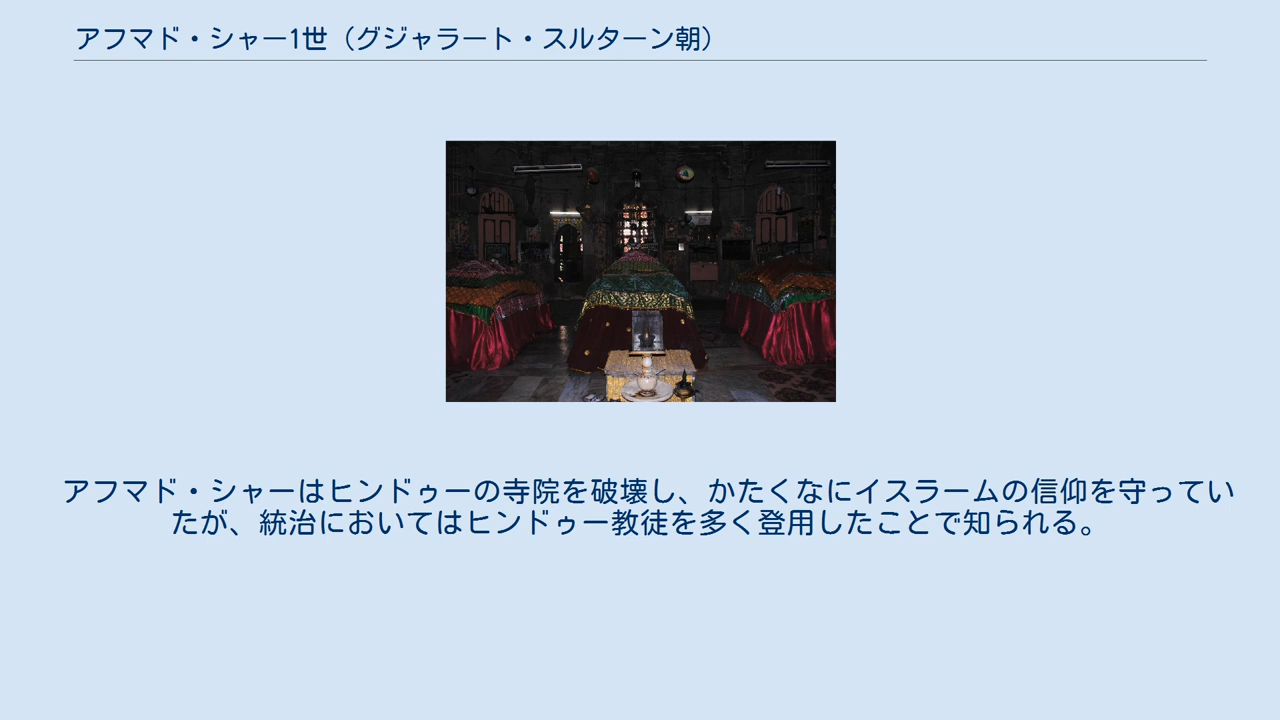 アフマド・シャー1世（グジャラート・スルターン朝）
アフマド・シャーはヒンドゥーの寺院を破壊し、かたくなにイスラームの信仰を守ってい
たが、統治においてはヒンドゥー教徒を多く登用したことで知られる。